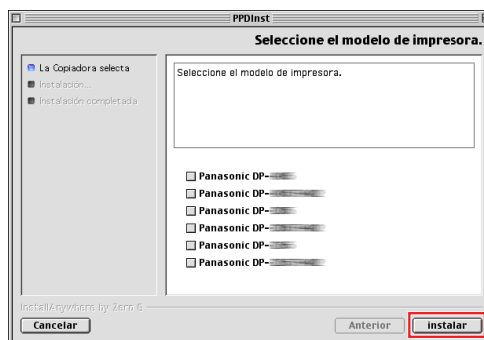 PPDInst
Seleccione el modelo de impresora.
La Copiadora selecta
Instalación...
Instalación completada
Seleccione el modelo de impresora.
Panasonic DP-
Panasonic DP-
Panasonic DP-
Panasonic DP-
Panasonic DP-
Panasonic DP-
InstallAnywhere by Zero G
Cancelar
Anterior
instalar